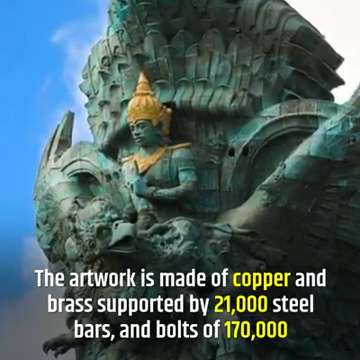 The artwork is made of copper and
brass supported by 21,000 steel
bars, and bolts of 170,000